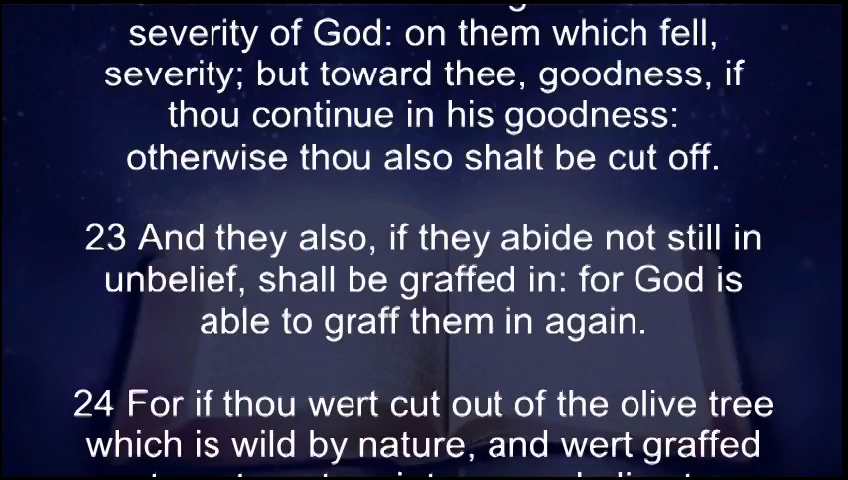 severity of God: on them which fell,
severity; but toward thee, goodness, if
thou continue in his goodness:
otherwise thou also shalt be cut off.
23 And they also, if they abide not still in
unbelief, shall be graffed in: for God is
able to graff them in again.
24 For if thou wert cut out of the olive tree
which is wild by nature, and wert graffed